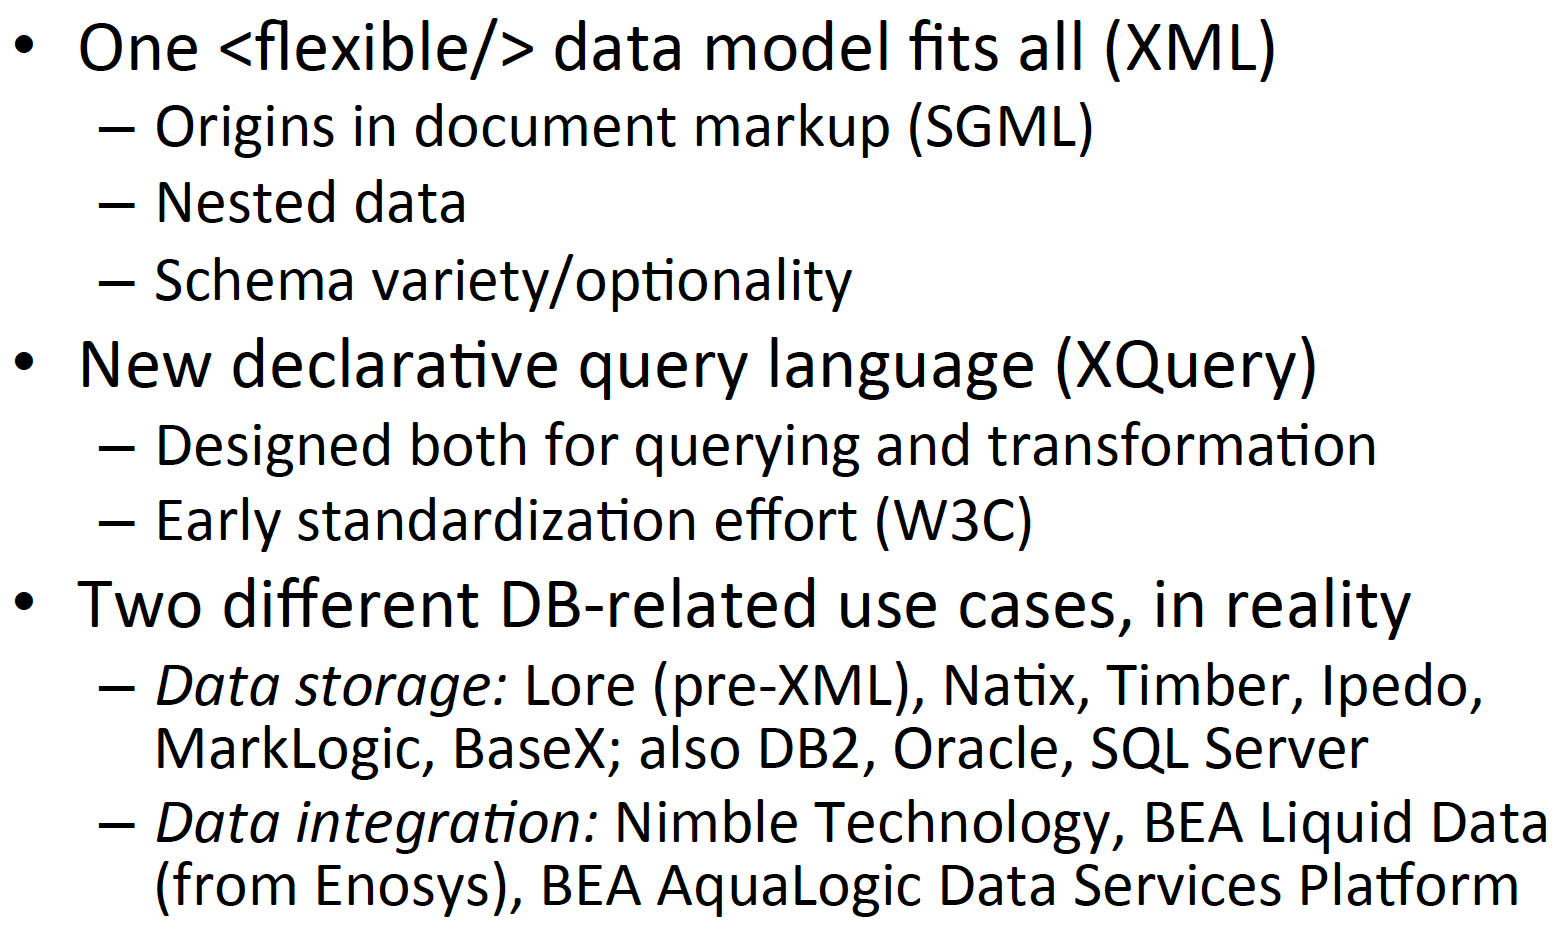 • One <flexible/> data model fits all (XML)
– Origins in document markup (SGML)
– Nested data
– Schema variety/optionality
• New declarative query language (XQuery)
– Designed both for querying and transformation
– Early standardization effort (W3C)
• Two different DB-related use cases, in reality
– Data storage: Lore (pre-XML), Natix, Timber, Ipedo,
MarkLogic, BaseX; also DB2, Oracle, SQL Server
– Data integration: Nimble Technology, BEA Liquid Data
(from Enosys), BEA AquaLogic Data Services Platform